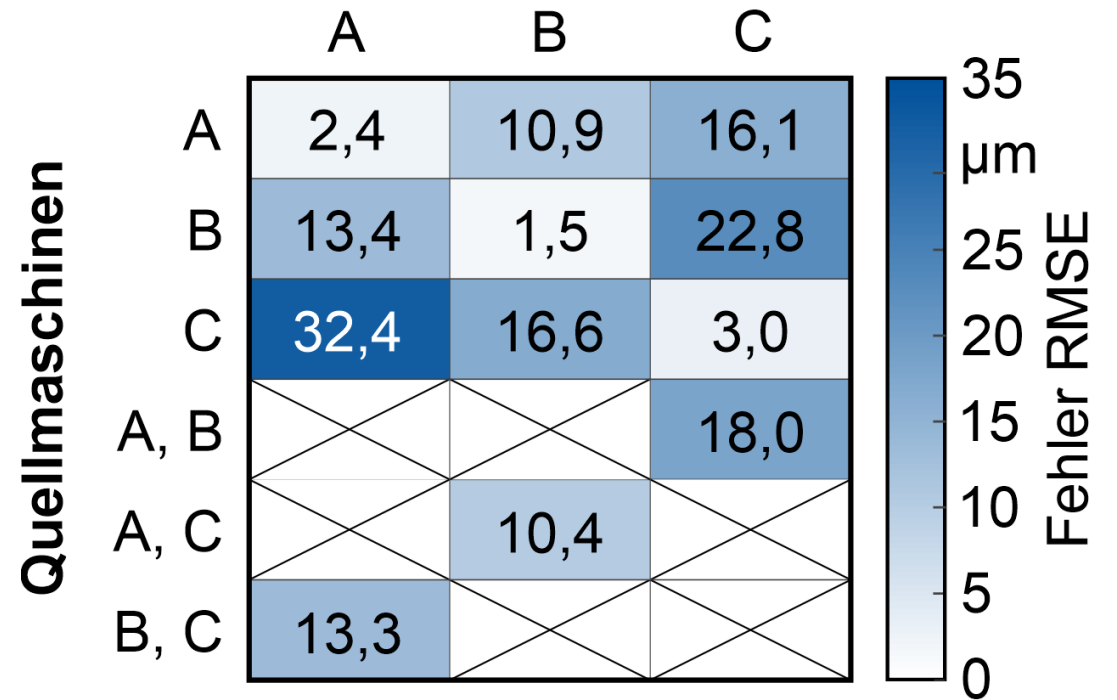 A B C
Quellmaschinen
A 2,4 10,9 16,1
B 13,4 1,5 22,8
C 32,4 16,6 3,0
A, B 18,0
A, C 10,4
B, C 13,3
35
µm
25
20
15
10
5
0
Fehler RMSE